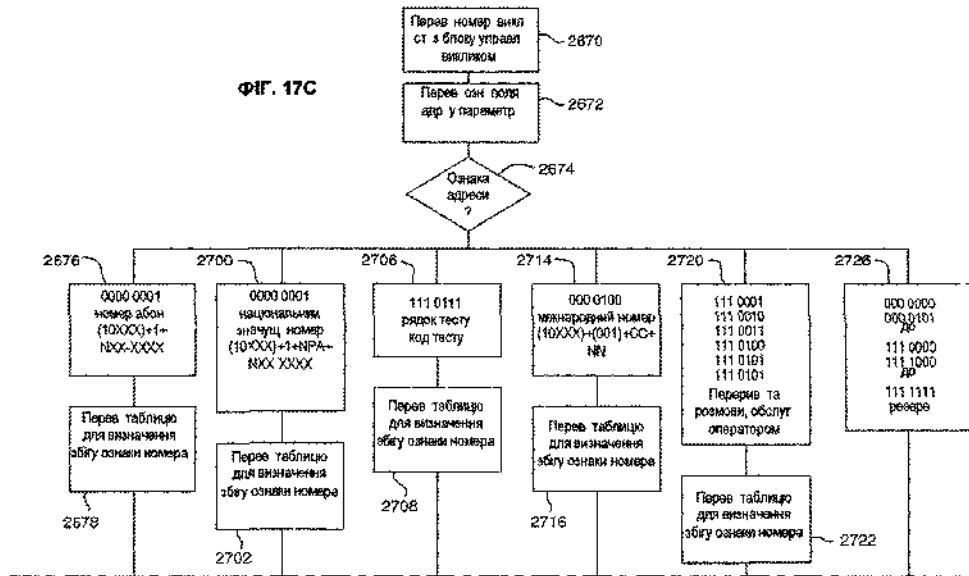 Перев номер викл
ст з блоку управл
викликом
2670
ФІГ. 17C
Перев озн поля
адр у параметр
2672
Ознака
адреси
?
2674
2676
0000 0001
номер абон
(10XXX)+1+
NXX-XXXX
2700
0000 0001
національни
значущ номер
(10XXX)+1+NPA+
NXX XXXX
2706
111 0111
рядок тесту
код тесту
2714
000 0100
міжнародний номер
(10XXX)+(001)+CC+
NN
2720
111 0001
111 0010
111 0011
111 0100
111 0101
111 0101
Перерив та
розмови, обслуг
оператором
2726
000 0000
000 0101
до
111 0000
111 1000
до
111 1111
резерв
Перев таблицю
для визначення
збігу ознаки номера
2678
Перев таблицю
для визначення
збігу ознаки номера
2702
Перев таблицю
для визначення
збігу ознаки номера
2708
Перев таблицю
для визначення
збігу ознаки номера
2716
Перев таблицю
для визначення
збігу ознаки номера
2722